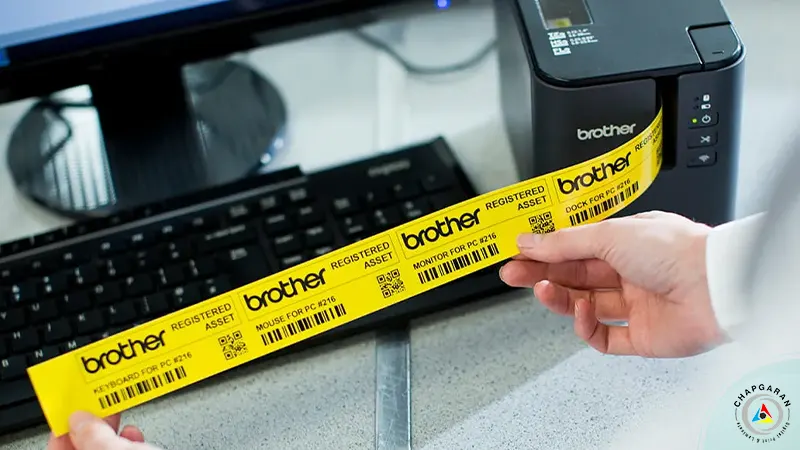 brother
brother
REGISTERED
ASSET
KEYBOARD FOR PC #216
brother
REGISTERED
ASSET
MOUSE FOR PC #216
brother
REGISTERED
ASSET
MONITOR FOR PC #216
brother
REGISTERED
DOCK FOR PC #216
CHAPGARAN